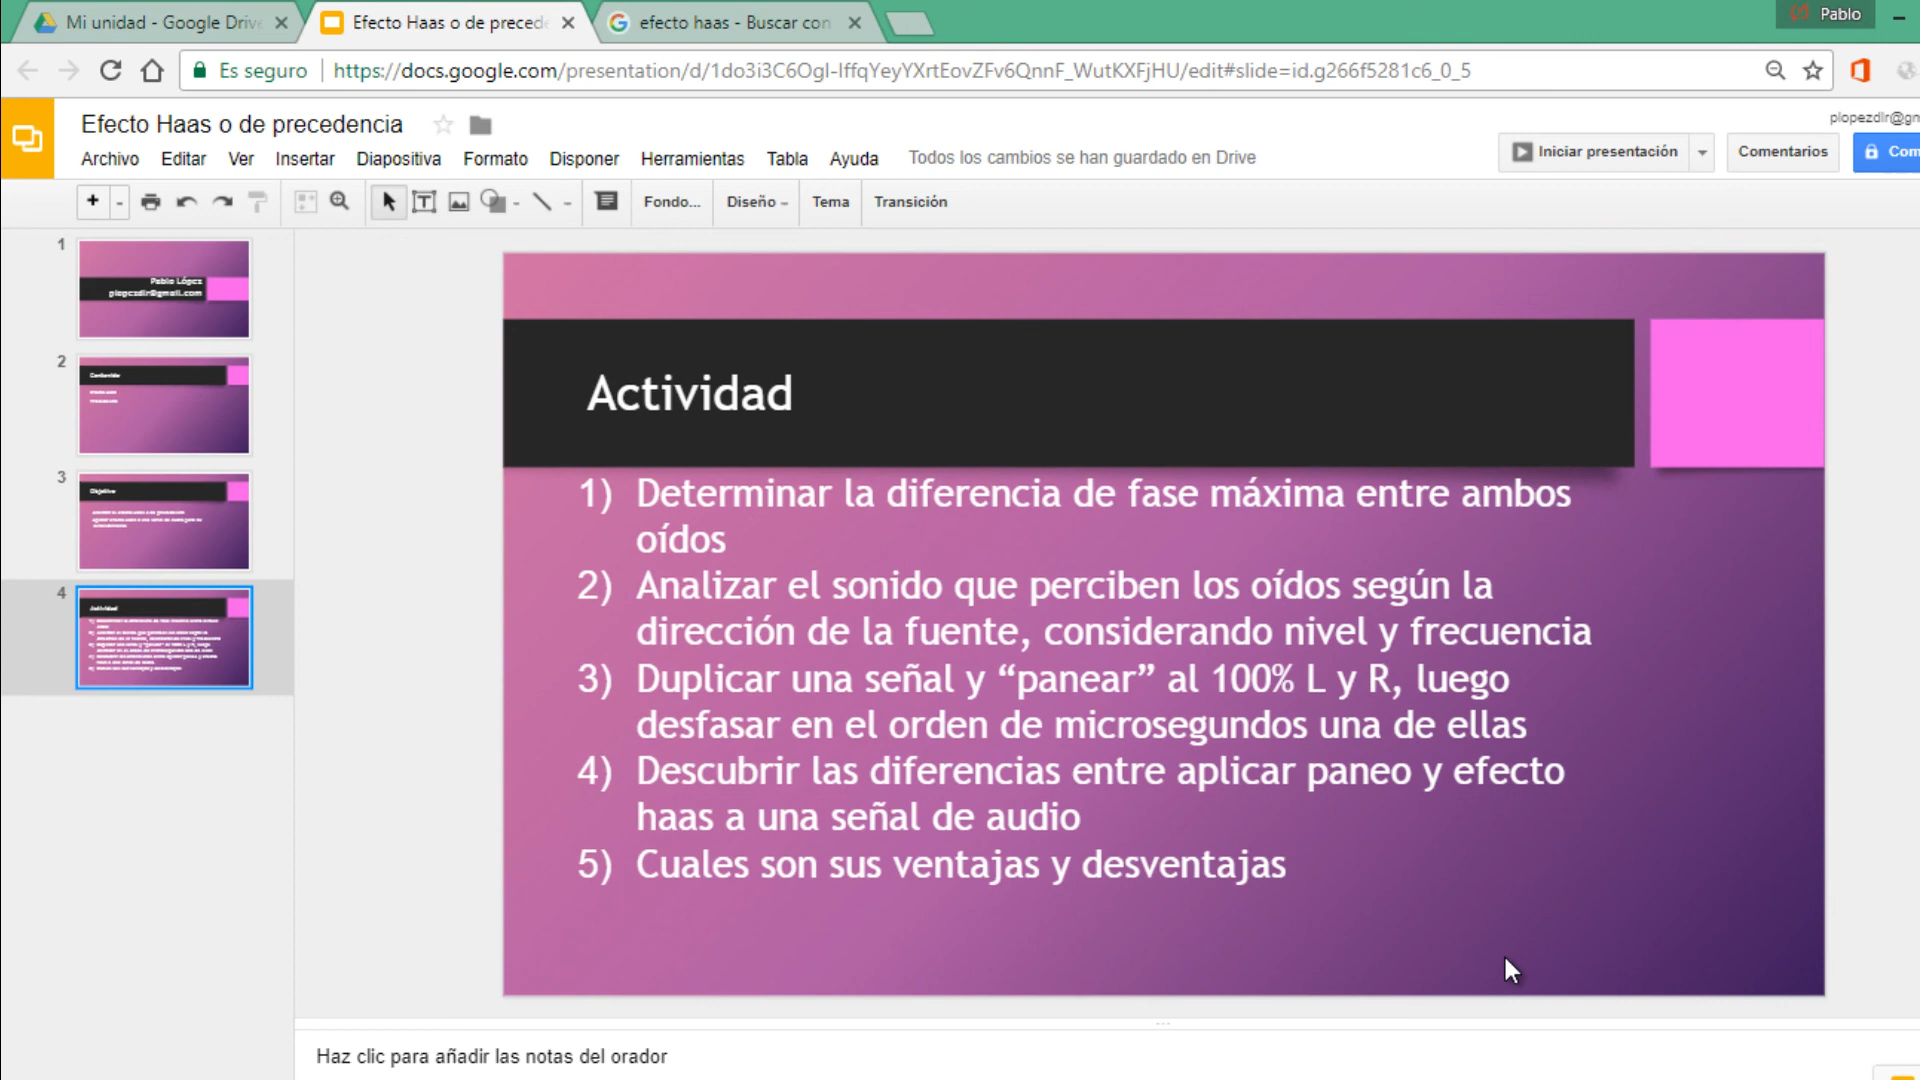 Mi unidad - Google Drive
Efecto Haas o de preced
efecto haas - Buscar con
Pablo
Es seguro
https://docs.google.com/presentation/d/1do3i3C6OgI-IffqYeyYXrtEovZFv6QnnF_WutKXFjHU/edit#slide=id.g266f5281c6_0_5
Efecto Haas o de precedencia
plopezdlr@gm
Archivo Editar Ver Insertar Diapositiva Formato Disponer Herramientas Tabla Ayuda Todos los cambios se han guardado en Drive
Iniciar presentación Comentarios Com
Fondo... Diseño Tema Transición
1
Pablo López
plopezdlr@gmail.com
2
Contenido
3
Objetivo
4
Actividad
Actividad
1) Determinar la diferencia de fase máxima entre ambos
oídos
2) Analizar el sonido que perciben los oídos según la
dirección de la fuente, considerando nivel y frecuencia
3) Duplicar una señal y “panear” al 100% L y R, luego
desfasar en el orden de microsegundos una de ellas
4) Descubrir las diferencias entre aplicar paneo y efecto
haas a una señal de audio
5) Cuales son sus ventajas y desventajas
Haz clic para añadir las notas del orador